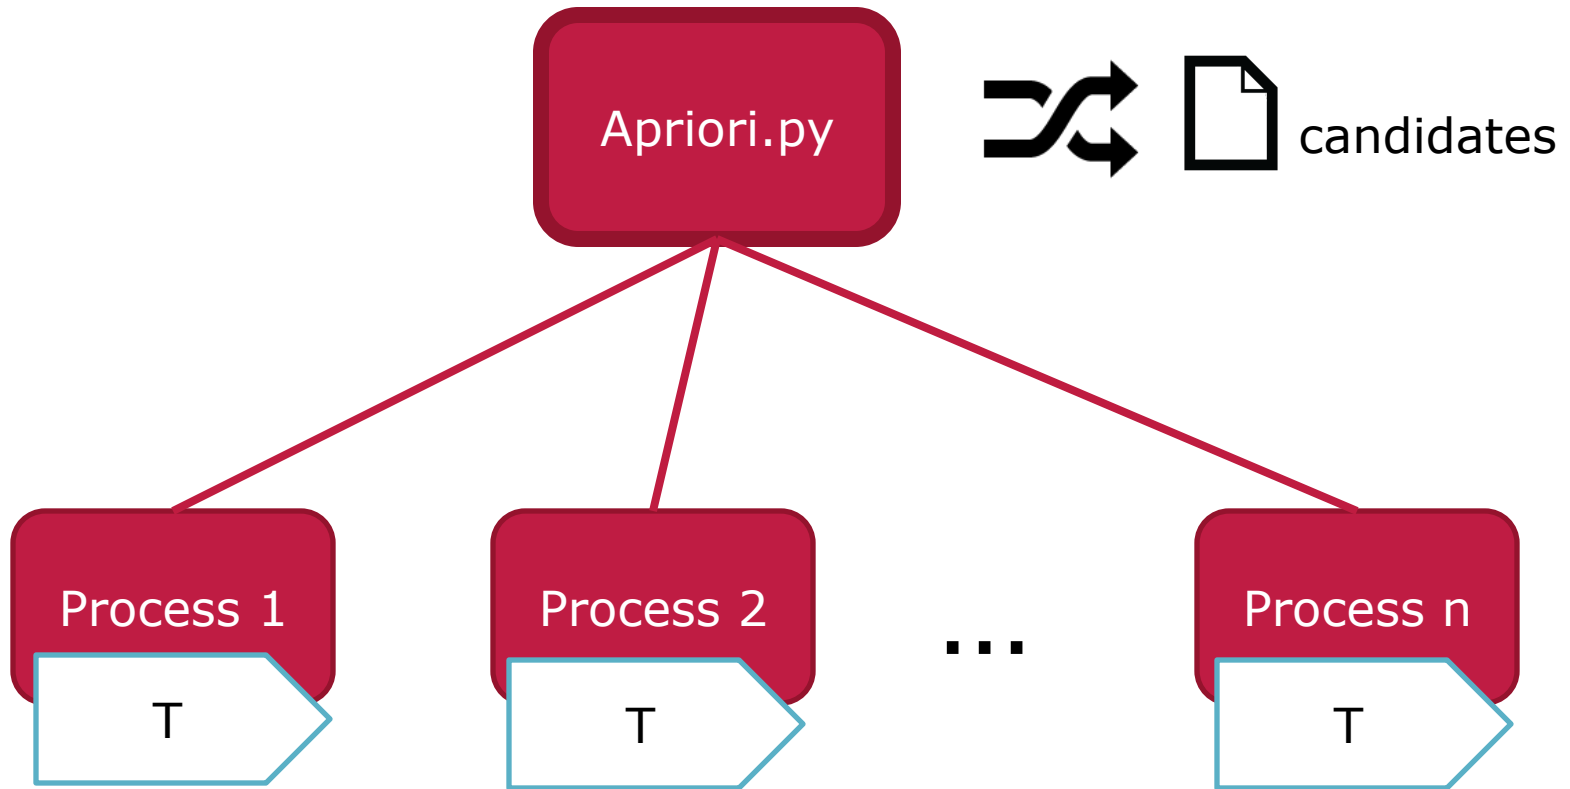 Apriori.py
candidates
Process 1
Process 2
...
Process n
T
T
T